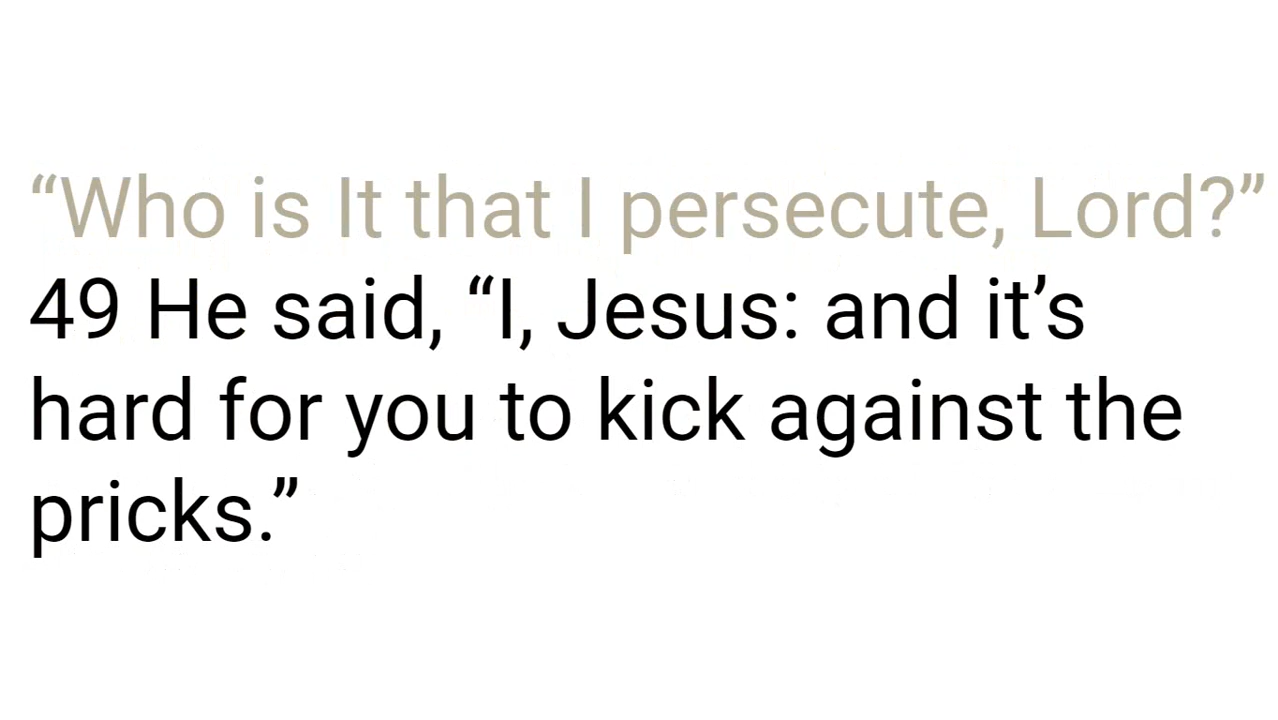 “Who is It that I persecute, Lord?”
49 He said, “I, Jesus: and it’s
hard for you to kick against the
pricks.”